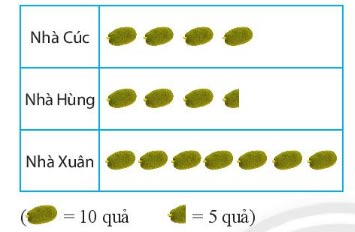 Nhà Cúc
Nhà Hùng
Nhà Xuân
( = 10 quả = 5 quả)